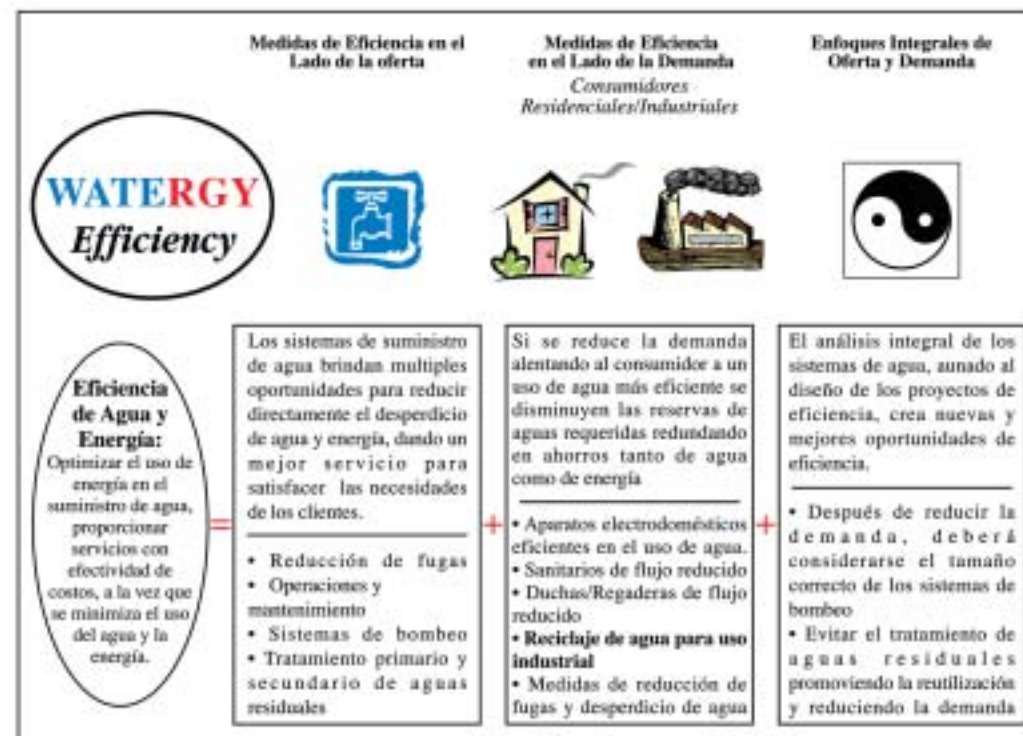 Medidas de Eficiencia en el
Lado de la oferta
Medidas de Eficiencia
en el Lado de la Demanda
Consumidores
Residenciales/Industriales
Enfoques Integrales de
Oferta y Demanda
WATERGY
Efficiency
Eficiencia
de Agua y
Energía:
Optimizar el uso de
energía en el
suministro de agua,
proporcionar
servicios con
efectividad de
costos, a la vez que
se minimiza el uso
del agua y la
energía.
=
Los sistemas de suministro
de agua brindan multiples
oportunidades para reducir
directamente el desperdicio
de agua y energía, dando un
mejor servicio para
satisfacer las necesidades
de los clientes.
• Reducción de fugas
• Operaciones y
mantenimiento
• Sistemas de bombeo
• Tratamiento primario y
secundario de aguas
residuales
+
Si se reduce la demanda
alentando al consumidor a un
uso de agua más eficiente se
disminuyen las reservas de
aguas requeridas redundando
en ahorros tanto de agua
como de energía
• Aparatos electrodomésticos
eficientes en el uso de agua.
• Sanitarios de flujo reducido
• Duchas/Regaderas de flujo
reducido
• Reciclaje de agua para uso
industrial
• Medidas de reducción de
fugas y desperdicio de agua
+
El análisis integral de los
sistemas de agua, aunado al
diseño de los proyectos de
eficiencia, crea nuevas y
mejores oportunidades de
eficiencia.
• Después de reducir la
demanda, deberá
considerarse el tamaño
correcto de los sistemas de
bombeo
• Evitar el tratamiento de
aguas residuales
promoviendo la reutilización
y reduciendo la demanda